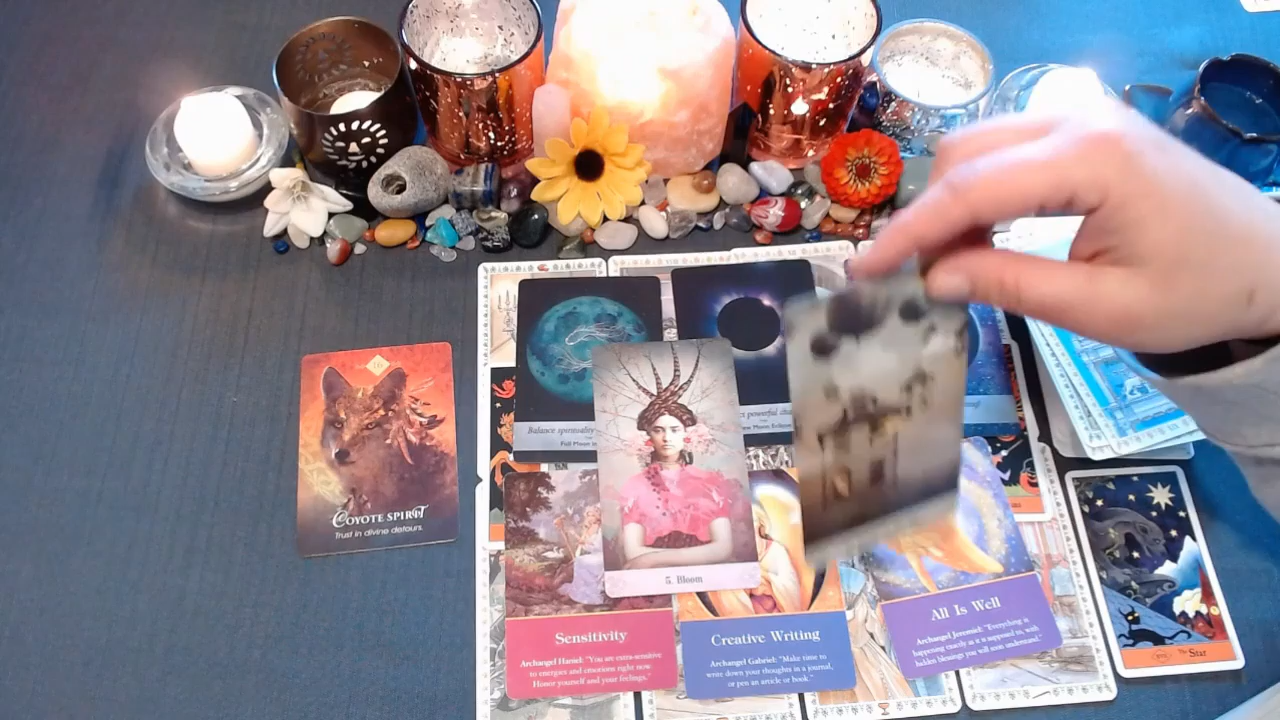 16
COYOTE SPIRIT
Trust in divine detours.
Balance spirituality
Full Moon in
powerful
Moon Eclipse
5. Bloom
Sensitivity
Archangel Haniel: "You are extra-sensitive
to energies and emotions right now.
Honor yourself and your feelings."
Creative Writing
Archangel Gabriel: "Make time to
write down your thoughts in a journal,
or pen an article or book."
All Is Well
Archangel Jeremiel: "Everything is
happening exactly as it is supposed to, with
hidden blessings you will soon understand."
XVII
The Star